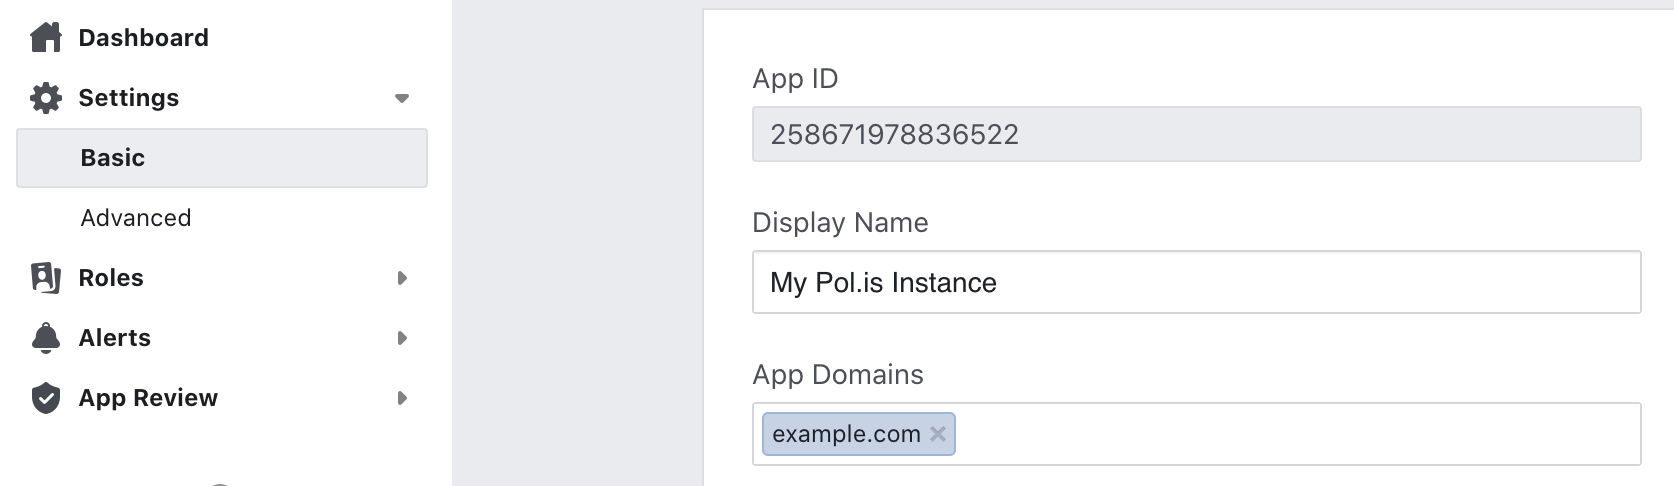 Dashboard
Settings
Basic
Advanced
Roles
Alerts
App Review
App ID
258671978836522
Display Name
My Pol.is Instance
App Domains
example.com